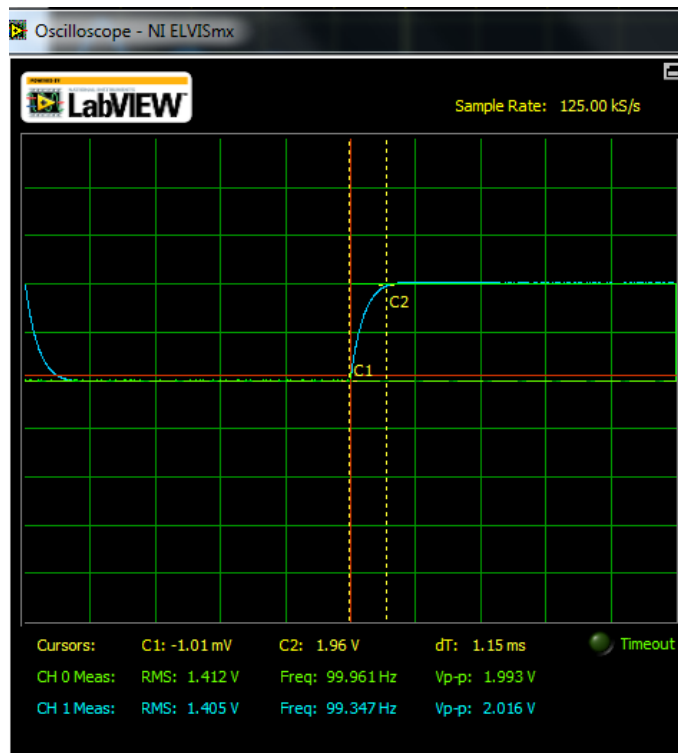 Oscilloscope - NI ELVISmx
POWERED BY
LabVIEW
Sample Rate: 125.00 kS/s
C2
C1
Cursors: C1: -1.01 mV C2: 1.96 V dT: 1.15 ms Timeout
CH 0 Meas: RMS: 1.412 V Freq: 99.961 Hz Vp-p: 1.993 V
CH 1 Meas: RMS: 1.405 V Freq: 99.347 Hz Vp-p: 2.016 V